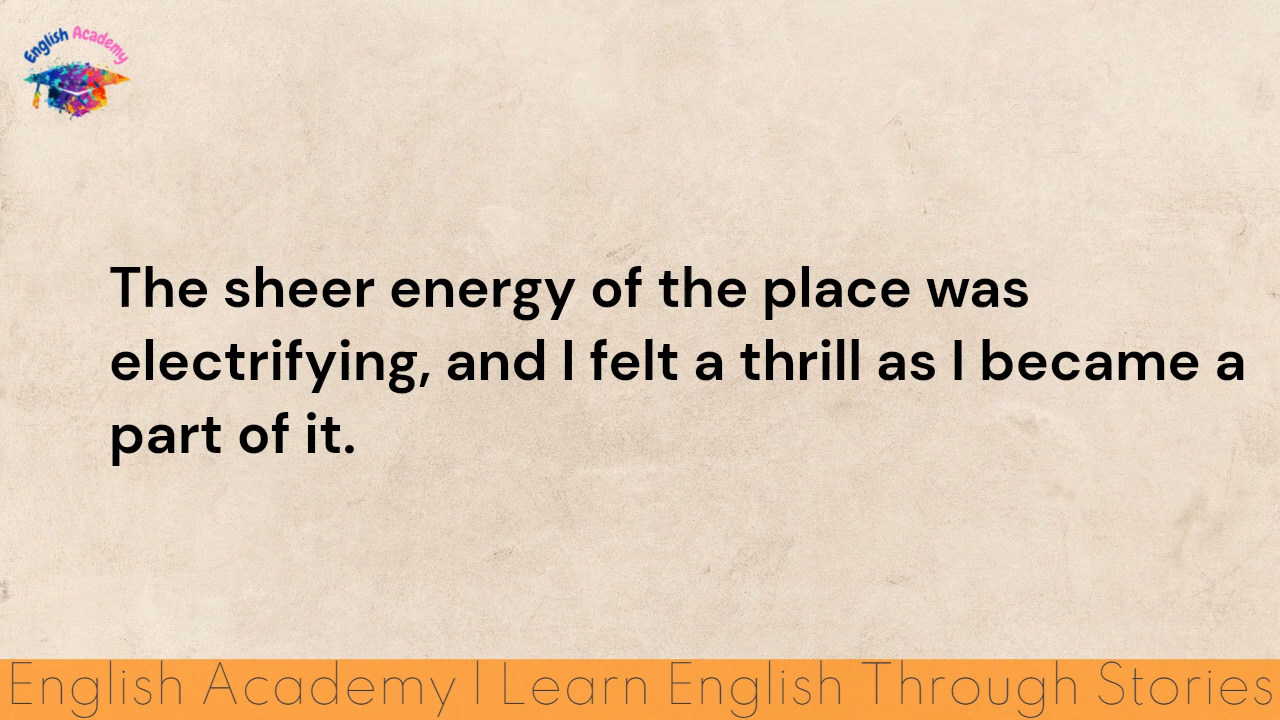 English Academy
The sheer energy of the place was
electrifying, and I felt a thrill as I became a
part of it.
English Academy | Learn English Through Stories